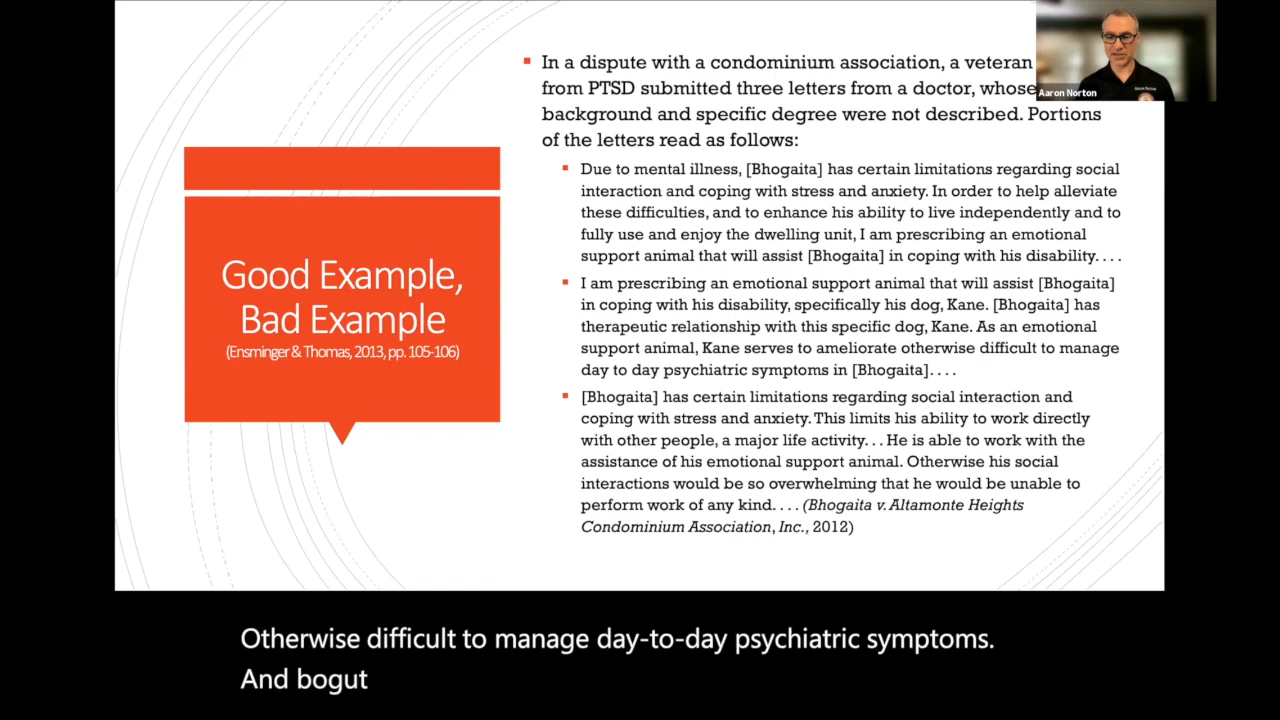 In a dispute with a condominium association, a veteran
from PTSD submitted three letters from a doctor, whose
background and specific degree were not described. Portions
of the letters read as follows:
Due to mental illness, [Bhogaita] has certain limitations regarding social
interaction and coping with stress and anxiety. In order to help alleviate
these difficulties, and to enhance his ability to live independently and to
fully use and enjoy the dwelling unit, I am prescribing an emotional
support animal that will assist [Bhogaita] in coping with his disability. . . .
I am prescribing an emotional support animal that will assist [Bhogaita]
in coping with his disability, specifically his dog, Kane. [Bhogaita] has
therapeutic relationship with this specific dog, Kane. As an emotional
support animal, Kane serves to ameliorate otherwise difficult to manage
day to day psychiatric symptoms in [Bhogaita]. . . .
[Bhogaita] has certain limitations regarding social interaction and
coping with stress and anxiety. This limits his ability to work directly
with other people, a major life activity. . . He is able to work with the
assistance of his emotional support animal. Otherwise his social
interactions would be so overwhelming that he would be unable to
perform work of any kind. . . . (Bhogaita v. Altamonte Heights
Condominium Association, Inc., 2012)
Good Example,
Bad Example
(Ensminger & Thomas, 2013, pp. 105-106)
Aaron Norton
Otherwise difficult to manage day-to-day psychiatric symptoms.
And bogut